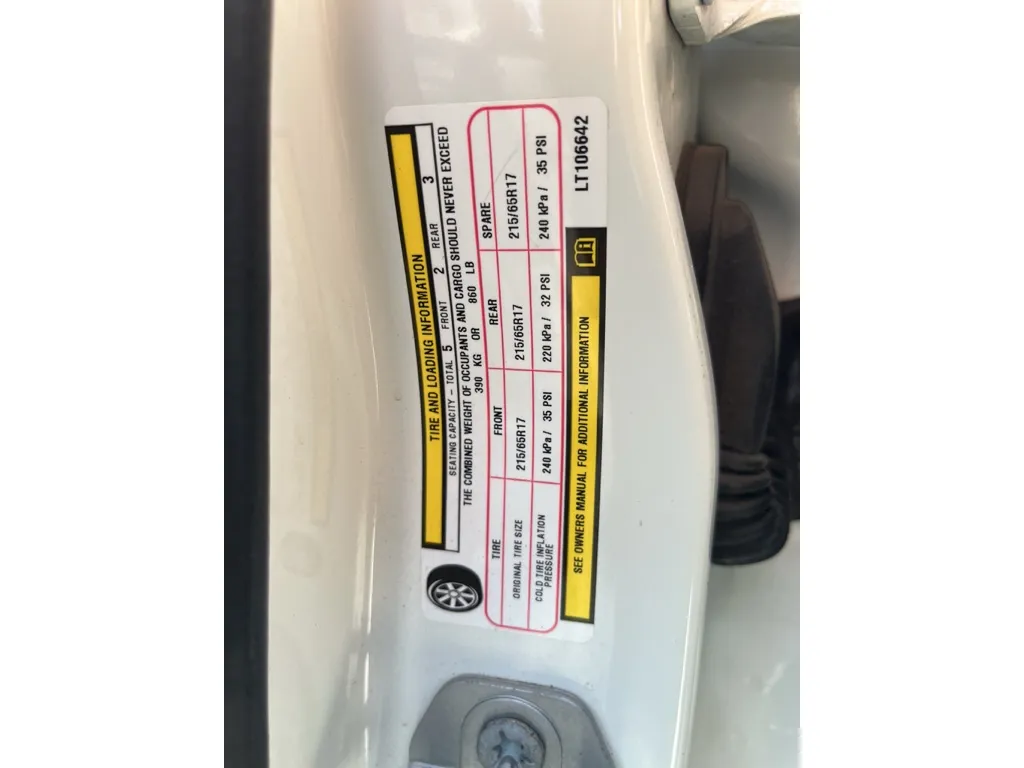 TIRE AND LOADING INFORMATION
SEATING CAPACITY - TOTAL 5 FRONT 2 REAR 3
THE COMBINED WEIGHT OF OCCUPANTS AND CARGO SHOULD NEVER EXCEED
390 KG OR 860 LB
TIRE FRONT REAR SPARE
ORIGINAL TIRE SIZE 215/65R17 215/65R17 215/65R17
COLD TIRE INFLATION
PRESSURE 240 kPa / 35 PSI 220 kPa / 32 PSI 240 kPa / 35 PSI
SEE OWNERS MANUAL FOR ADDITIONAL INFORMATION
LT106642